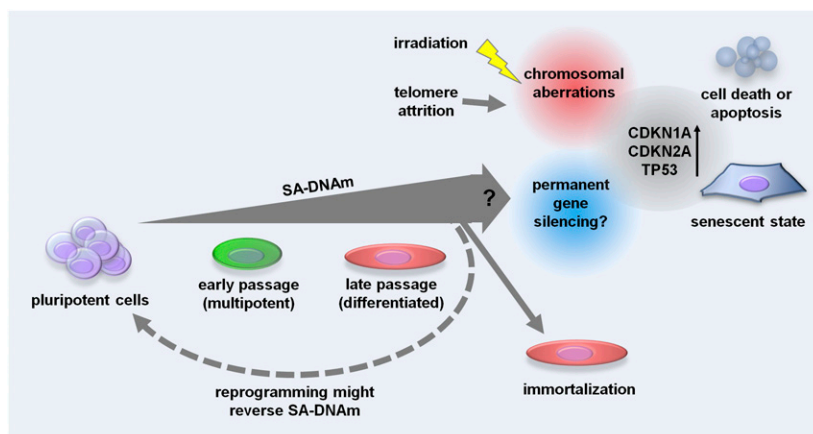 irradiation
telomere
attrition
chromosomal
aberrations
cell death or
apoptosis
CDKN1A
CDKN2A
TP53
SA-DNAm
?
permanent
gene
silencing?
senescent state
pluripotent cells
early passage
(multipotent)
late passage
(differentiated)
reprogramming might
reverse SA-DNAm
immortalization